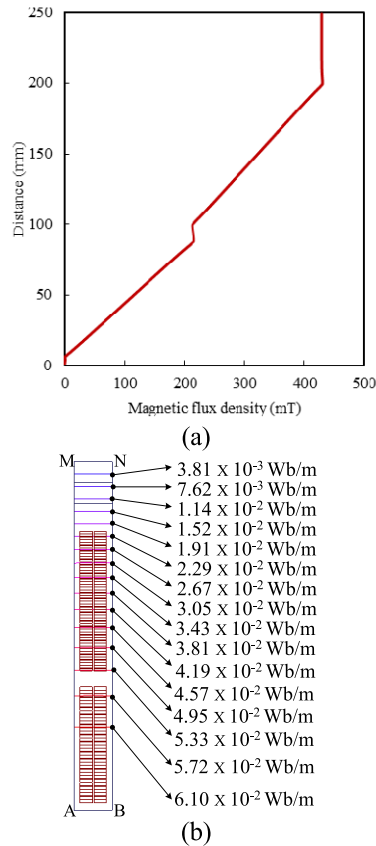 250
200
150
100
50
0
Distance (mm)
0 100 200 300 400 500
Magnetic flux density (mT)
(a)
M N
3.81 X 10-3 Wb/m
7.62 X 10-3 Wb/m
1.14 X 10-2 Wb/m
1.52 X 10-2 Wb/m
1.91 X 10-2 Wb/m
2.29 X 10-2 Wb/m
2.67 X 10-2 Wb/m
3.05 X 10-2 Wb/m
3.43 X 10-2 Wb/m
3.81 X 10-2 Wb/m
4.19 X 10-2 Wb/m
4.57 X 10-2 Wb/m
4.95 X 10-2 Wb/m
5.33 X 10-2 Wb/m
5.72 X 10-2 Wb/m
6.10 X 10-2 Wb/m
A B
(b)